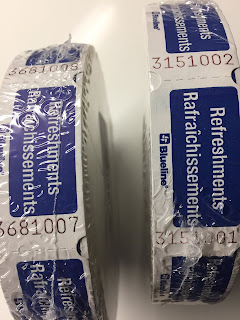 Refreshments
Rafraîchissements
3681007
Refreshments
Rafraîchissements
3151002
Refreshments
Rafraîchissements
Blueline
3151001